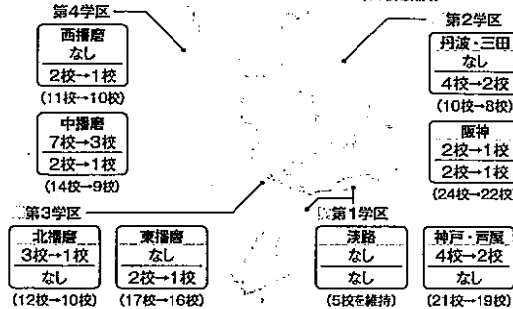 第4学区
西播磨
なし
2校→1校
(11校→10校)
中播磨
7校→3校
2校→1校
(14校→9校)
第2学区
丹波・三田
なし
4校→2校
(10校→8校)
阪神
2校→1校
2校→1校
(24校→22校)
第3学区
北播磨
3校→1校
なし
(12校→10校)
東播磨
なし
2校→1校
(17校→16校)
第1学区
淡路
なし
なし
(5校を維持)
神戸・芦屋
4校→2校
なし
(21校→19校)